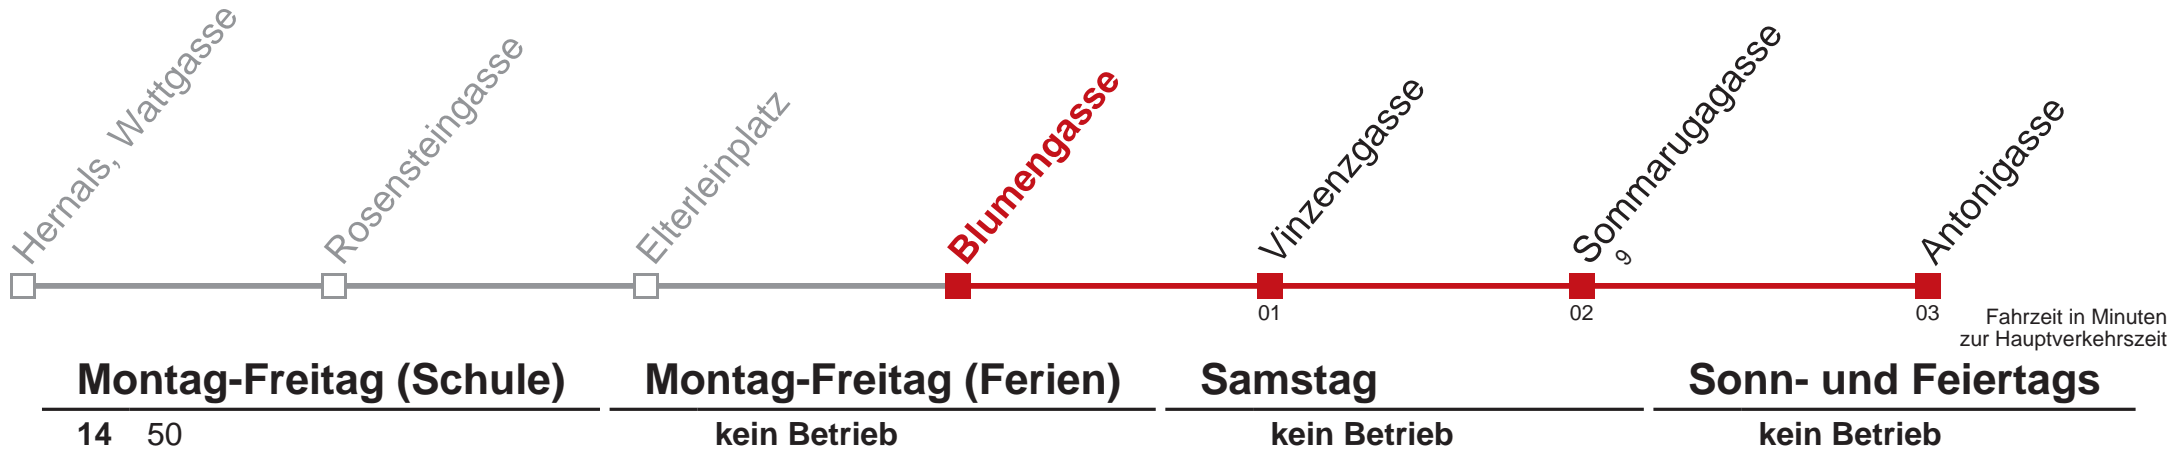 Hernals, Wattgasse
Rosensteingasse
Elterleinplatz
Blumengasse
Vinzenzgasse
Sommarugagasse
9
Antonigasse
01
02
03
Fahrzeit in Minuten
zur Hauptverkehrszeit
Montag-Freitag (Schule)
14 50
Montag-Freitag (Ferien)
kein Betrieb
Samstag
kein Betrieb
Sonn- und Feiertags
kein Betrieb